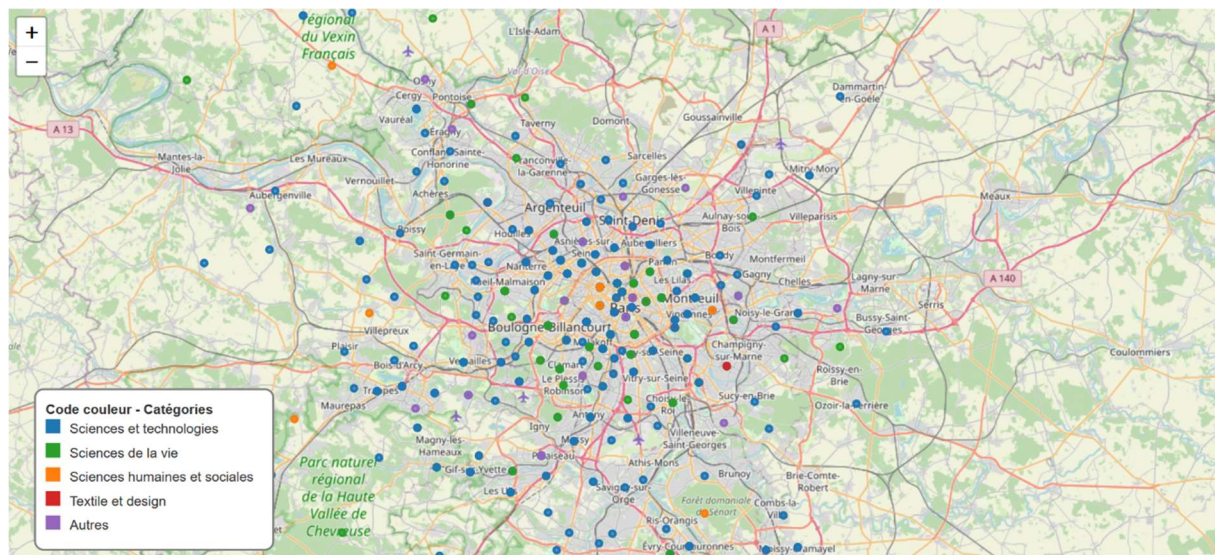 +
−
régional
du Vexin
Français
L'Isle-Adam
A 1
Val d'Oise
Osny
Cergy
Pontoise
Dammartin-
en-Goële
Vauréal
Taverny
Domont
Goussainville
A 13
Éragny
Conflans-Sainte-
Honorine
Mantes-la-
Jolie
Les Mureaux
Vernouillet
Franconville-
la-Garenne
Sarcelles
Garges-lès-
Gonesse
Mitry-Mory
Villepinte
Meaux
Aubergenville
Achères
Argenteuil
Saint-Denis
Aulnay-sous-
Bois
Villeparisis
Poissy
Houilles
Asnières-sur-
Seine
Aubervilliers
Saint-Germain-
en-Laye
Nanterre
Pantin
Bondy
Montfermeil
Les Lilas
Gagny
Chelles
Lagny-sur-
Marne
A 140
Rueil-Malmaison
Paris
Montreuil
Vincennes
Noisy-le-Grand
Serris
Bussy-Saint-
Georges
Villepreux
Boulogne-Billancourt
Plaisir
Malakoff
Ivry-sur-Seine
Champigny-
sur-Marne
Coulommiers
Bois-d'Arcy
Versailles
Clamart
Roissy-
en-Brie
Le Plessis-
Robinson
Vitry-sur-Seine
Trappes
Sucy-en-Brie
Maurepas
Choisy-le-
Roi
Ozoir-la-Ferrière
Antony
Igny
Magny-les-
Hameaux
Massy
Villeneuve-
Saint-Georges
Palaiseau
Parc naturel
régional
de la Haute
Vallée de
Chevreuse
Gif-sur-Yvette
Athis-Mons
Brunoy
Brie-Comte-
Robert
Les Ulis
Savigny-sur-
Orge
Forêt domaniale
de Sénart
Combs-la-
Ville
Ris-Orangis
Évry-Courcouronnes
Moissy-Cramayel
Code couleur - Catégories
Sciences et technologies
Sciences de la vie
Sciences humaines et sociales
Textile et design
Autres